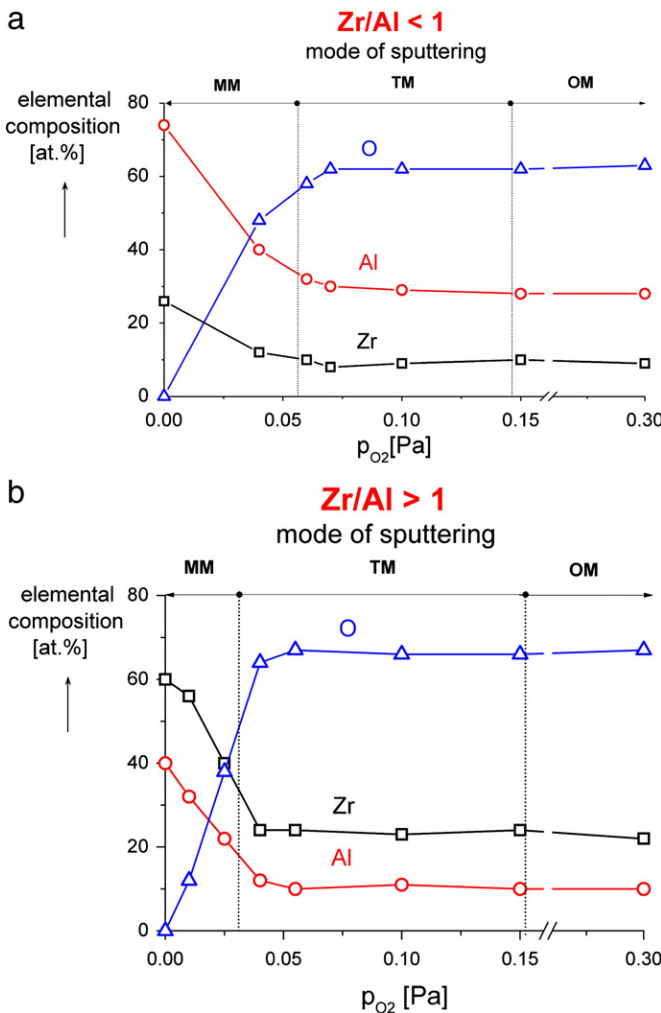 a
Zr/Al < 1
mode of sputtering
MM TM OM
elemental
composition
[at.%]
80
60
40
20
0
O
Al
Zr
0.00 0.05 0.10 0.15 0.30
pO2[Pa]
b
Zr/Al > 1
mode of sputtering
MM TM OM
elemental
composition
[at.%]
80
60
40
20
0
O
Zr
Al
0.00 0.05 0.10 0.15 0.30
pO2 [Pa]